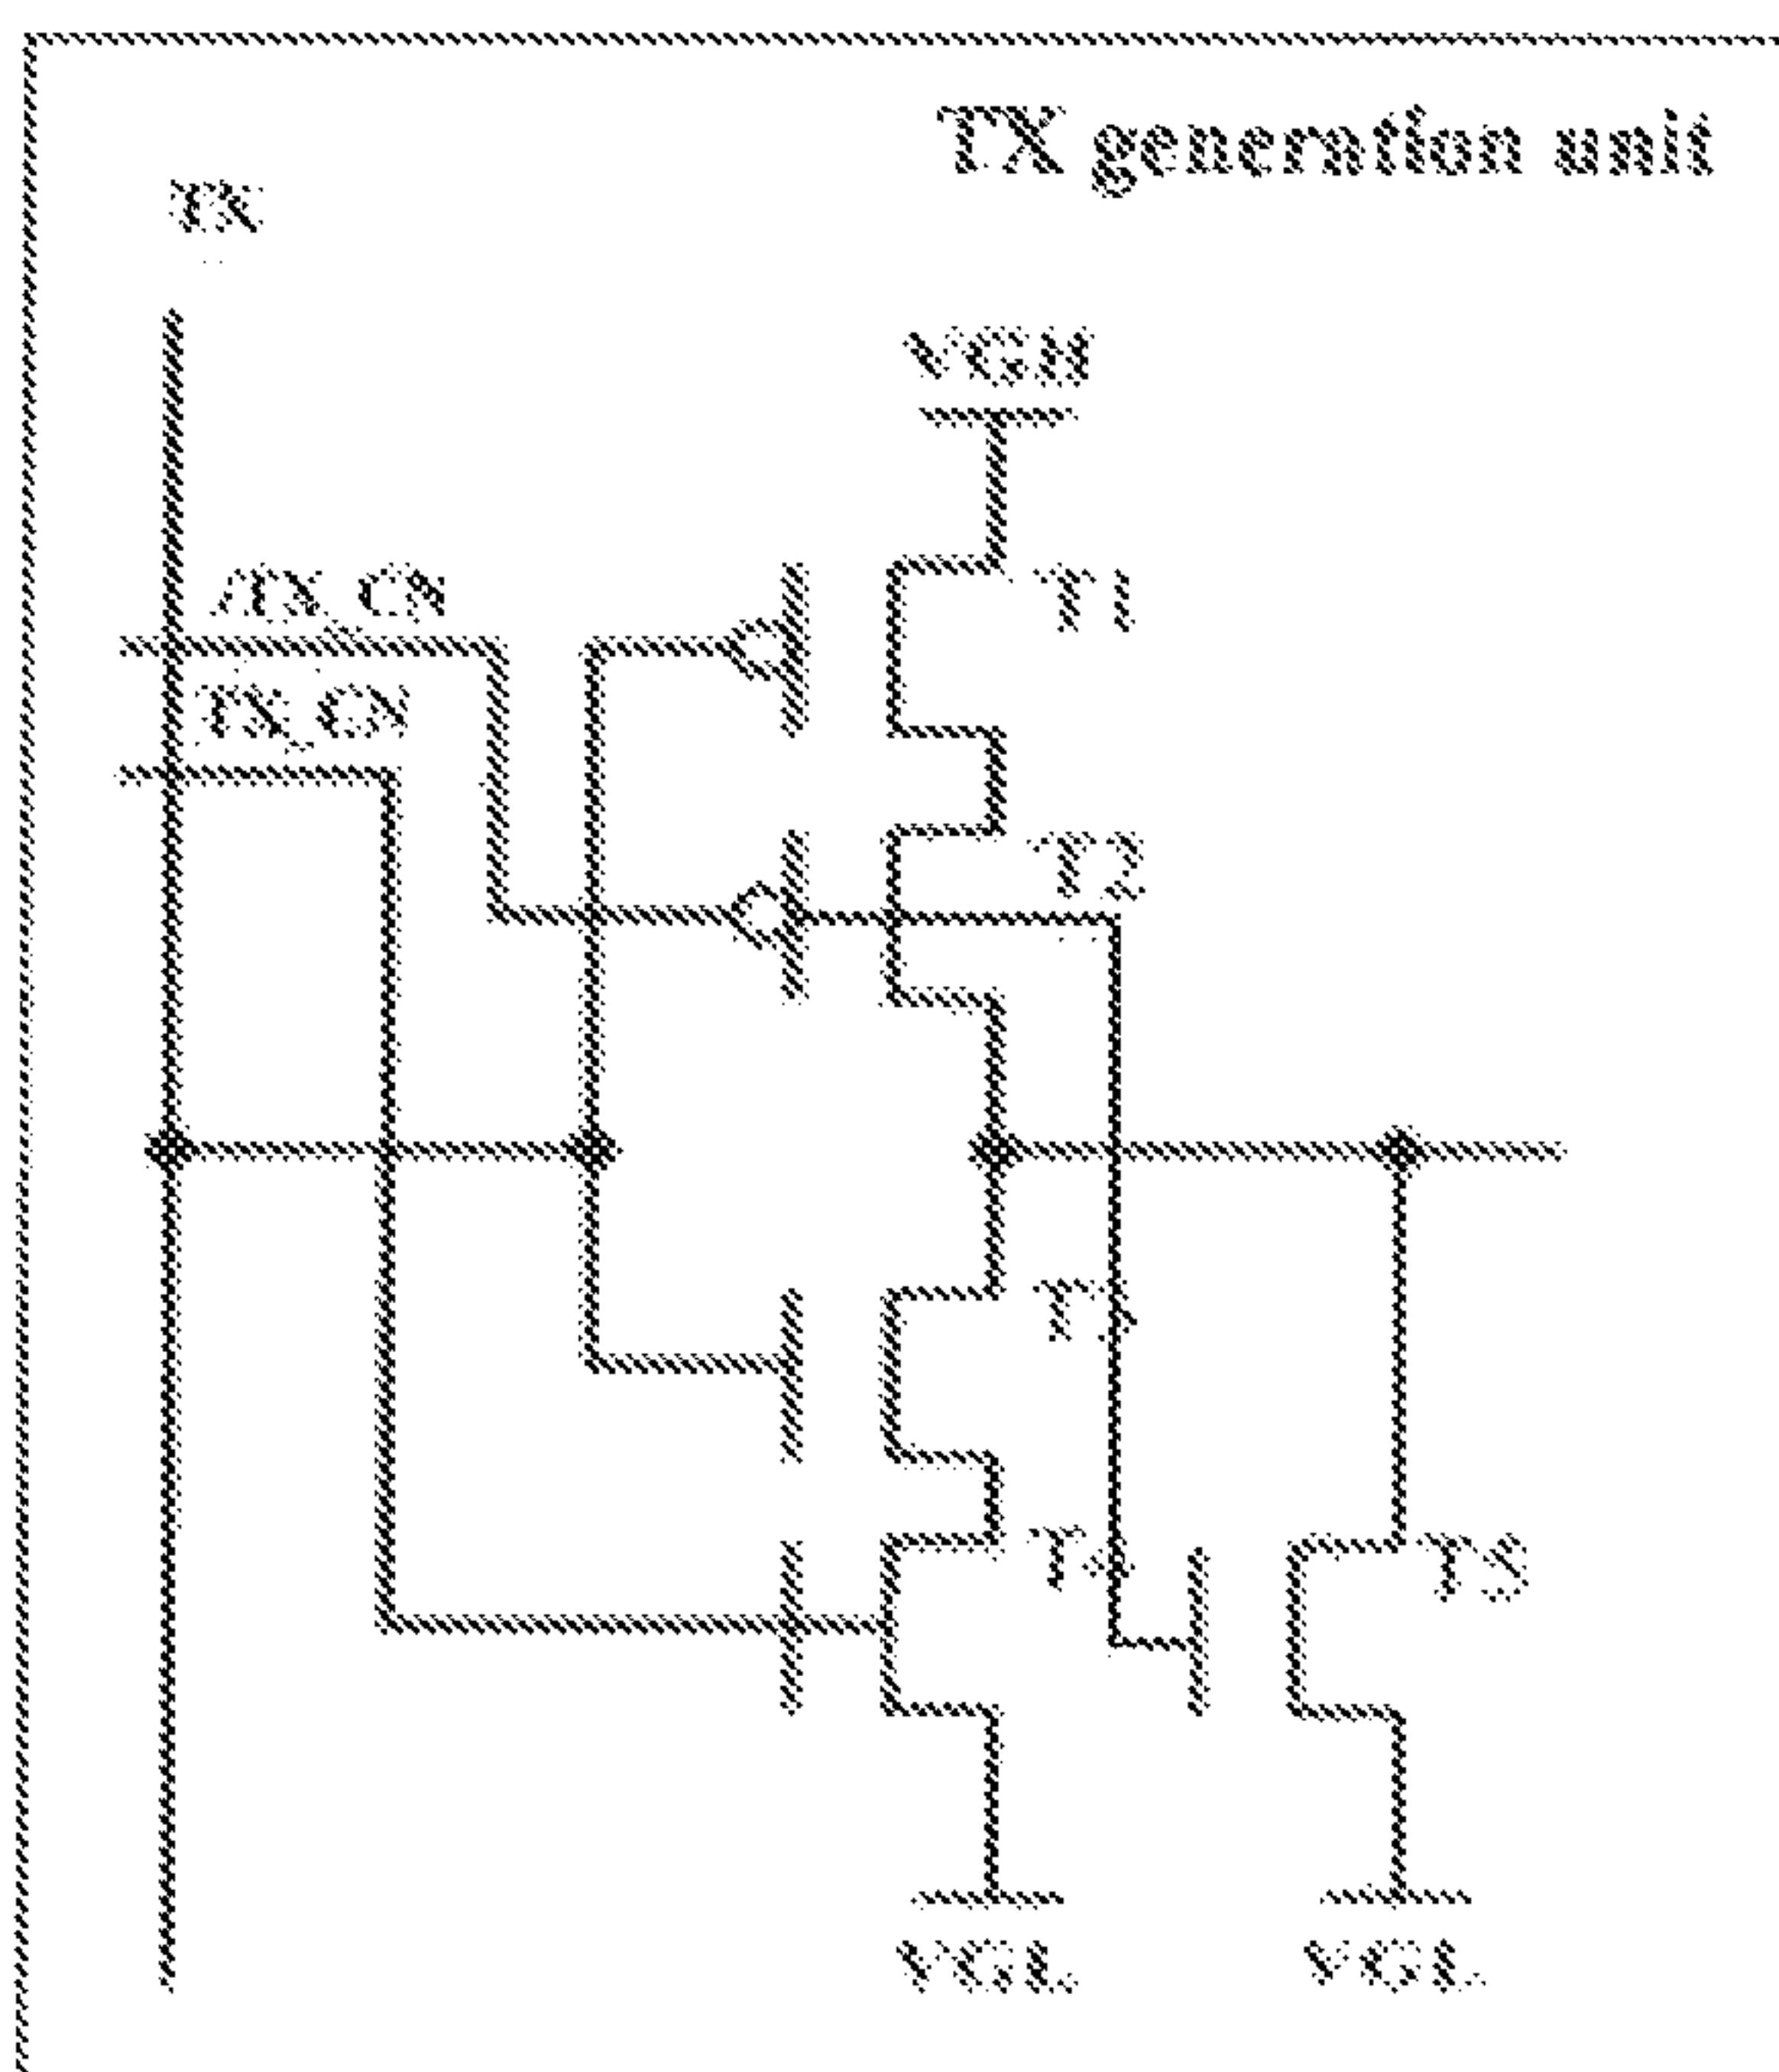 TX generation unit
TX
VGH
/TX_CN
T1
TX_CN
T2
T3
T4
T5
VGL
VGL